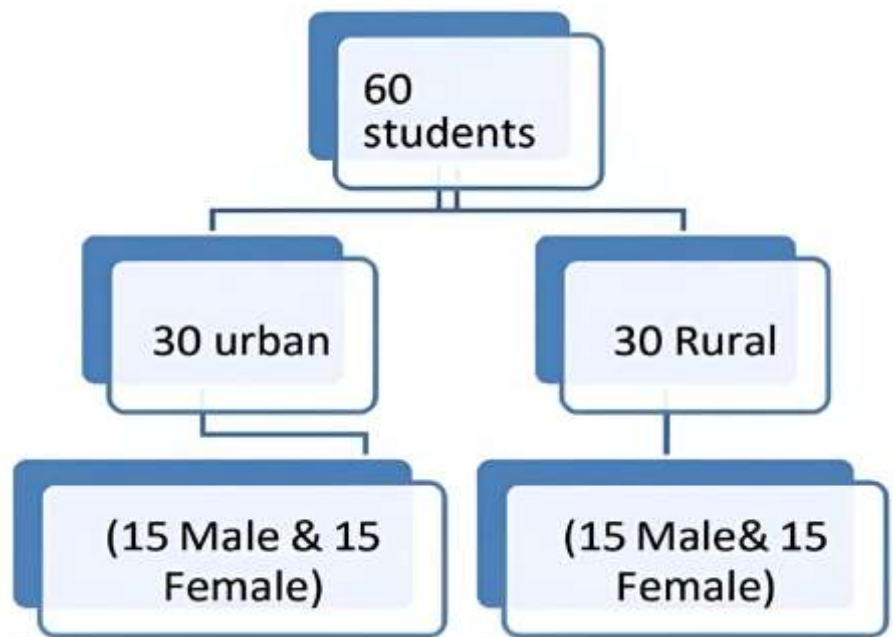 60
students
30 urban
30 Rural
(15 Male & 15
Female)
(15 Male& 15
Female)